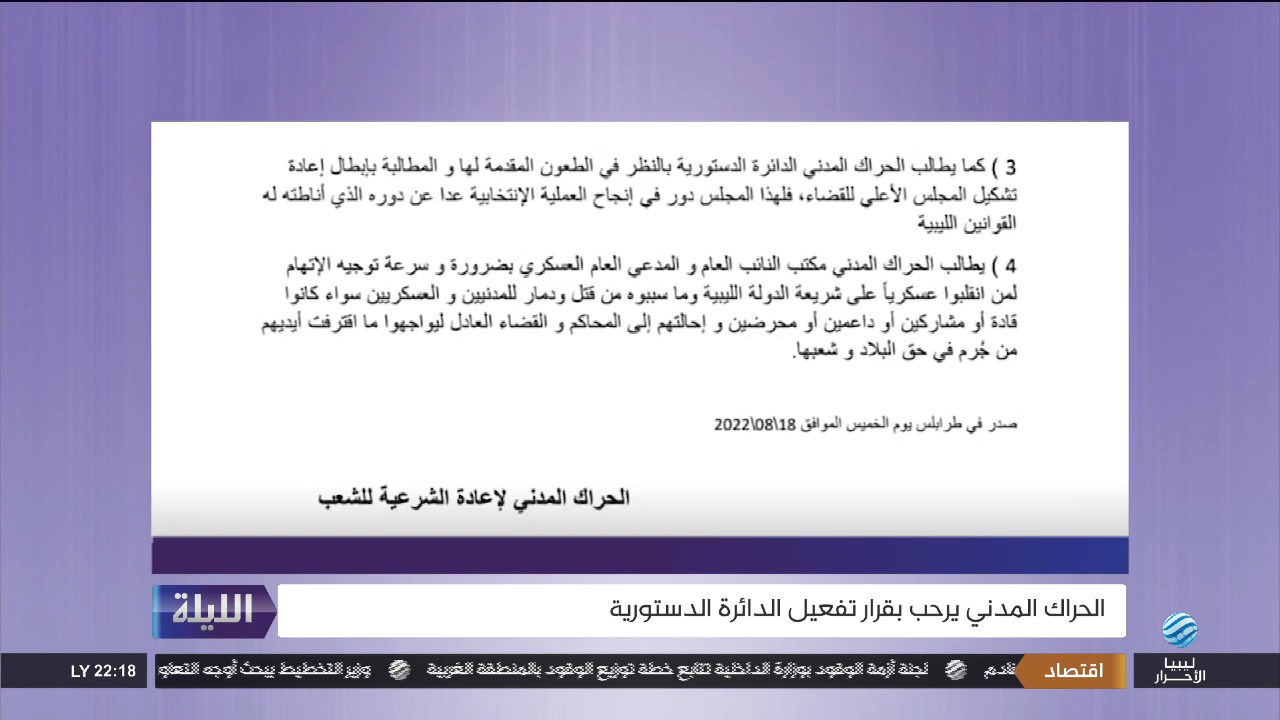 3 ) كما يطالب الحراك المدني الدائرة الدستورية بالنظر في الطعون المقدمة لها و المطالبة بإبطال إعادة
تشكيل المجلس الأعلي للقضاء، فلهذا المجلس دور في إنجاح العملية الإنتخابية عدا عن دوره الذي أناطته له
القوانين الليبية
4 ) يطالب الحراك المدني مكتب النائب العام و المدعي العام العسكري بضرورة و سرعة توجيه الإتهام
لمن انقلبوا عسكرياً على شريعة الدولة الليبية وما سببوه من قتل ودمار للمدنيين و العسكريين سواء كانوا
قادة أو مشاركين أو داعمين أو محرضين و إحالتهم إلى المحاكم و القضاء العادل ليواجهوا ما اقترفت أيديهم
من جُرم في حق البلاد و شعبها.
صدر في طرابلس يوم الخميس الموافق 18\08\2022
الحراك المدني لإعادة الشرعية للشعب
الحراك المدني يرحب بقرار تفعيل الدائرة الدستورية
الليلة
ليبيا
الأحرار
اقتصاد
لجنة أزمة الوقود بوزارة الداخلية تتابع خطة توزيع الوقود بالمنطقة الغربية
وزير التخطيط يبحث أوجه التعاو
LY 22:18